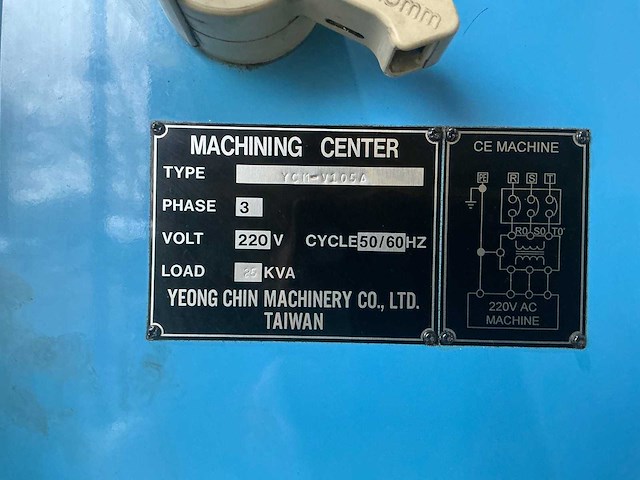 MACHINING CENTER
TYPE YCM-V105A
PHASE 3
VOLT 220 V CYCLE 50/60 HZ
LOAD 25 KVA
YEONG CHIN MACHINERY CO., LTD.
TAIWAN
CE MACHINE
PE R S T
R0 S0 T0
220V AC
MACHINE